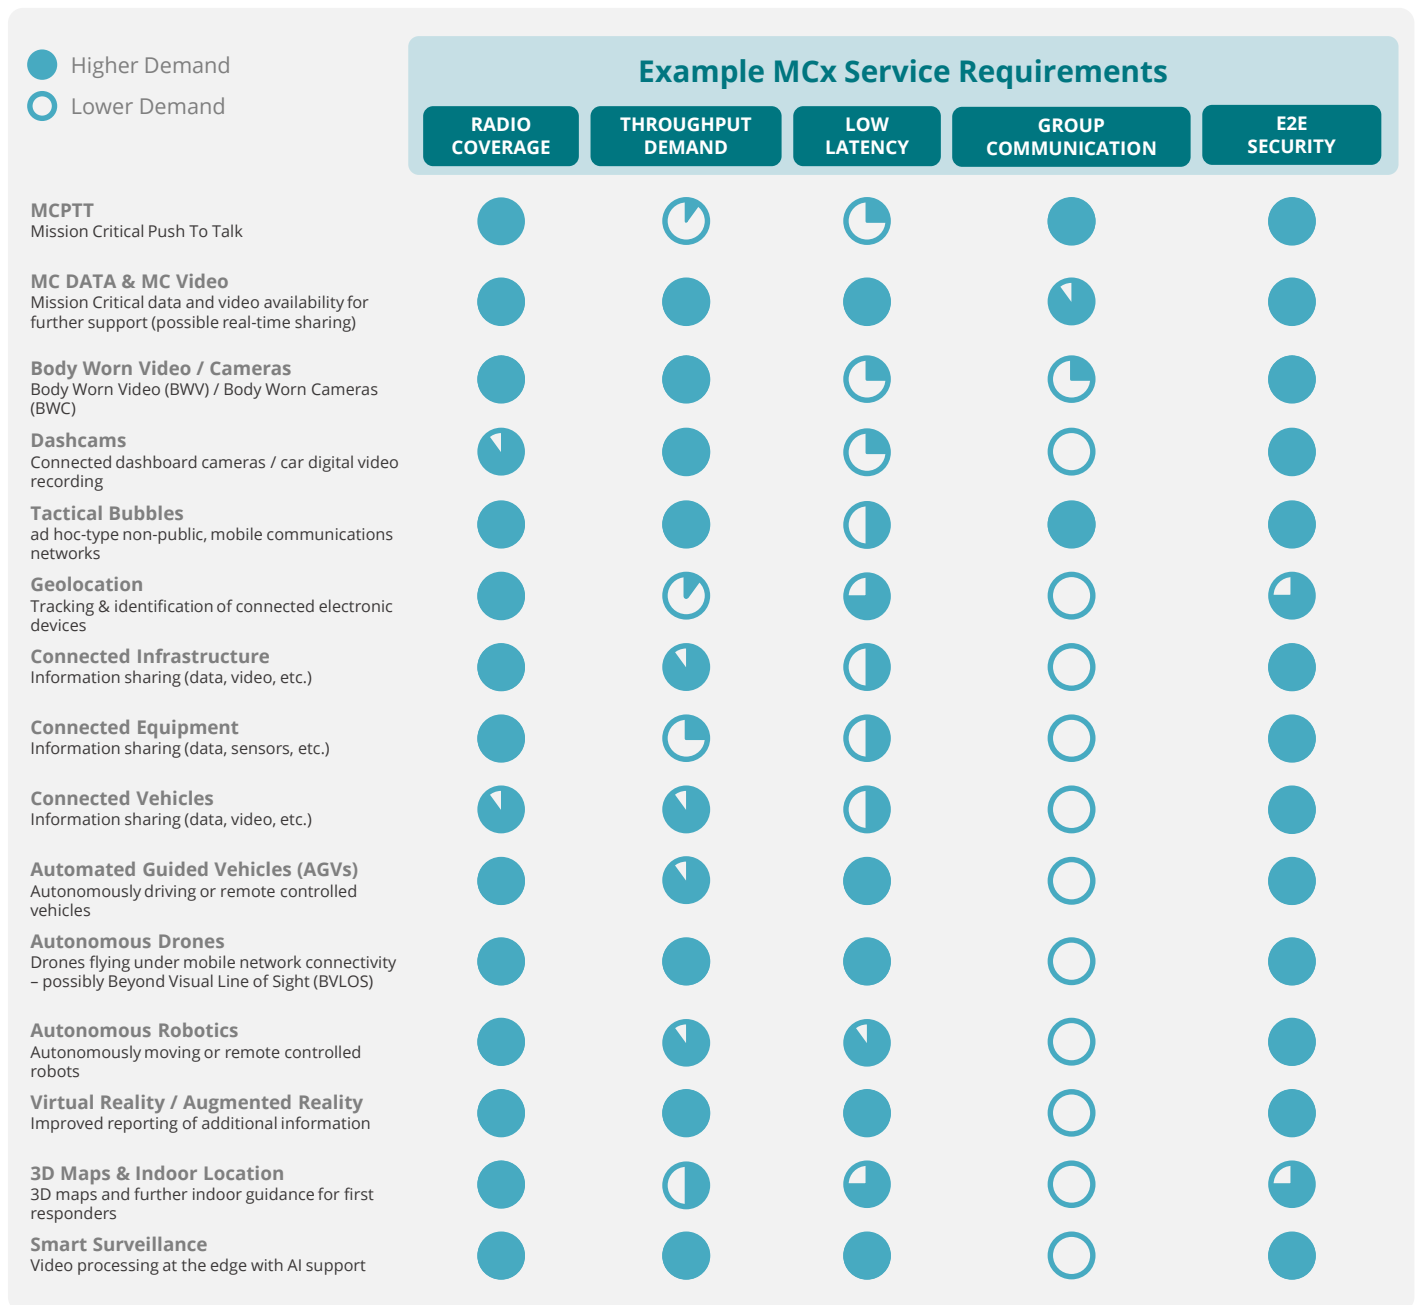 Higher Demand
Lower Demand
Example MCx Service Requirements
RADIO
COVERAGE
THROUGHPUT
DEMAND
LOW
LATENCY
GROUP
COMMUNICATION
E2E
SECURITY
MCPTT
Mission Critical Push To Talk
MC DATA & MC Video
Mission Critical data and video availability for
further support (possible real-time sharing)
Body Worn Video / Cameras
Body Worn Video (BWV) / Body Worn Cameras
(BWC)
Dashcams
Connected dashboard cameras / car digital video
recording
Tactical Bubbles
ad hoc-type non-public, mobile communications
networks
Geolocation
Tracking & identification of connected electronic
devices
Connected Infrastructure
Information sharing (data, video, etc.)
Connected Equipment
Information sharing (data, sensors, etc.)
Connected Vehicles
Information sharing (data, video, etc.)
Automated Guided Vehicles (AGVs)
Autonomously driving or remote controlled
vehicles
Autonomous Drones
Drones flying under mobile network connectivity
– possibly Beyond Visual Line of Sight (BVLOS)
Autonomous Robotics
Autonomously moving or remote controlled
robots
Virtual Reality / Augmented Reality
Improved reporting of additional information
3D Maps & Indoor Location
3D maps and further indoor guidance for first
responders
Smart Surveillance
Video processing at the edge with AI support